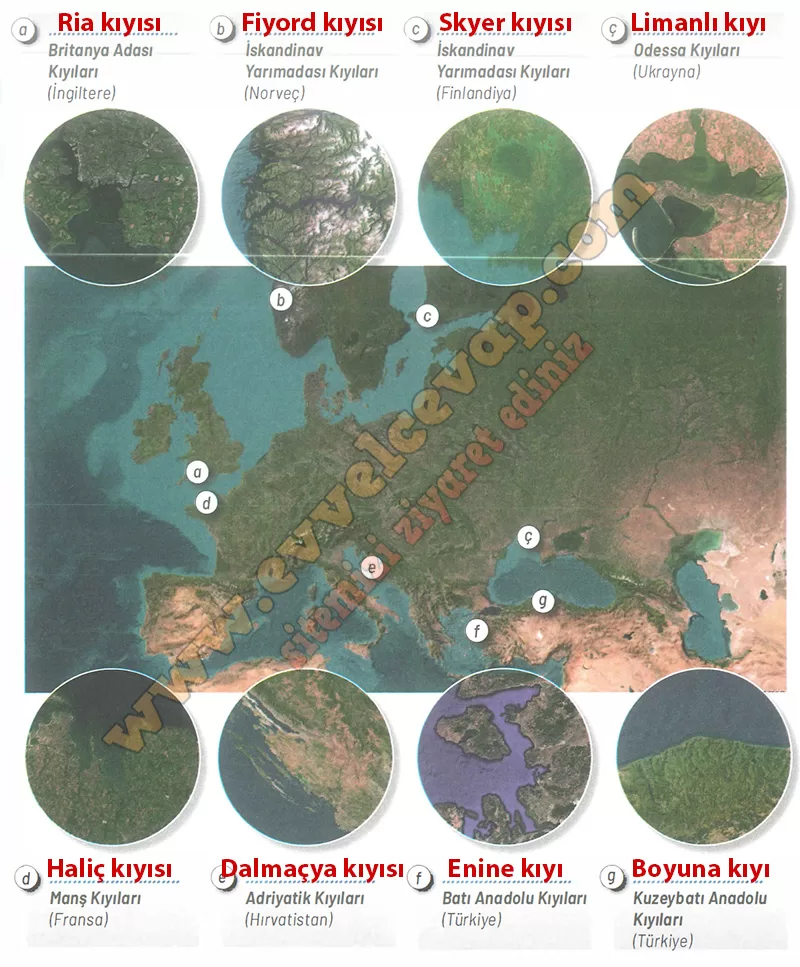 a
Ria kıyısı
Britanya Adası
Kıyıları
(İngiltere)
b
Fiyord kıyısı
İskandinav
Yarımadası Kıyıları
(Norveç)
c
Skyer kıyısı
İskandinav
Yarımadası Kıyıları
(Finlandiya)
ç
Limanlı kıyı
Odessa Kıyıları
(Ukrayna)
b
c
a
d
ç
e
g
f
www.evvelcevap.com
sitemizi ziyaret ediniz
d
Haliç kıyısı
Manş Kıyıları
(Fransa)
e
Dalmaçya kıyısı
Adriyatik Kıyıları
(Hırvatistan)
f
Enine kıyı
Batı Anadolu Kıyıları
(Türkiye)
g
Boyuna kıyı
Kuzeybatı Anadolu
Kıyıları
(Türkiye)